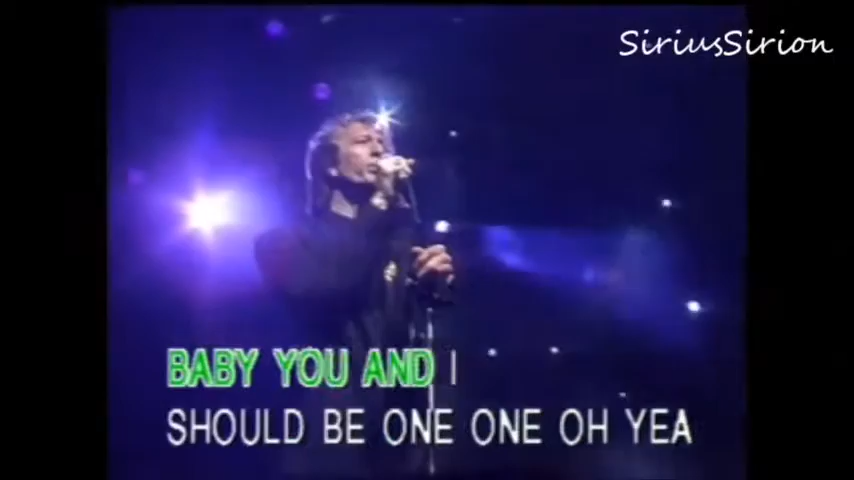 SiriusSirion
BABY YOU AND I
SHOULD BE ONE ONE OH YEA